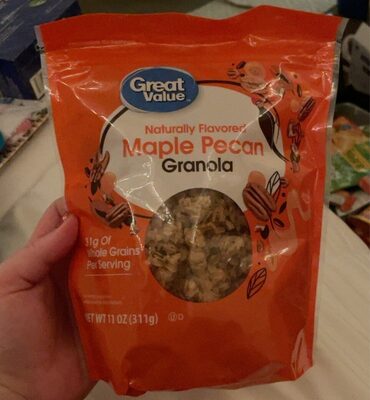 Great
Value
Naturally Flavored
Maple Pecan
Granola
31g Of
Whole Grains
Per Serving
NET WT 11 OZ (311g)